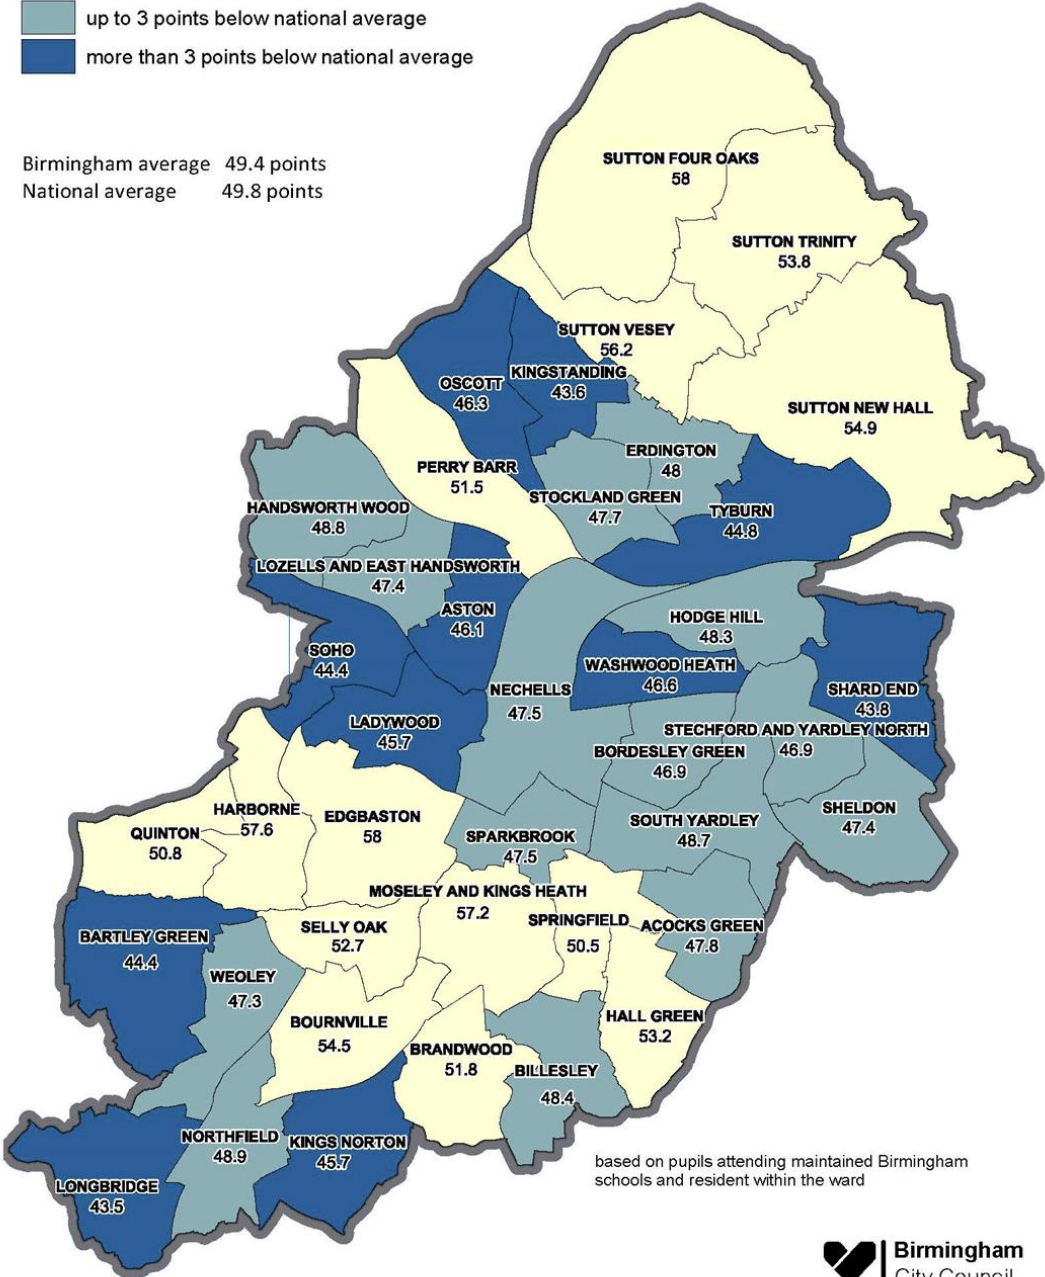 up to 3 points below national average
more than 3 points below national average
Birmingham average 49.4 points
National average 49.8 points
SUTTON FOUR OAKS
58
SUTTON TRINITY
53.8
SUTTON VESEY
56.2
KINGSTANDING
43.6
OSCOTT
46.3
SUTTON NEW HALL
54.9
ERDINGTON
48
PERRY BARR
51.5
STOCKLAND GREEN
47.7
HANDSWORTH WOOD
48.8
TYBURN
44.8
LOZELLS AND EAST HANDSWORTH
47.4
ASTON
46.1
HODGE HILL
48.3
SOHO
44.4
WASHWOOD HEATH
46.6
NECHELLS
47.5
SHARD END
43.8
LADYWOOD
45.7
STECHFORD AND YARDLEY NORTH
46.9
BORDESLEY GREEN
46.9
HARBORNE
57.6
EDGBASTON
58
SHELDON
47.4
QUINTON
50.8
SPARKBROOK
47.5
SOUTH YARDLEY
48.7
MOSELEY AND KINGS HEATH
57.2
SPRINGFIELD
50.5
ACOCKS GREEN
47.8
SELLY OAK
52.7
BARTLEY GREEN
44.4
WEOLEY
47.3
BOURNVILLE
54.5
HALL GREEN
53.2
BRANDWOOD
51.8
BILLESLEY
48.4
NORTHFIELD
48.9
KINGS NORTON
45.7
LONGBRIDGE
43.5
based on pupils attending maintained Birmingham
schools and resident within the ward
Birmingham
City Council